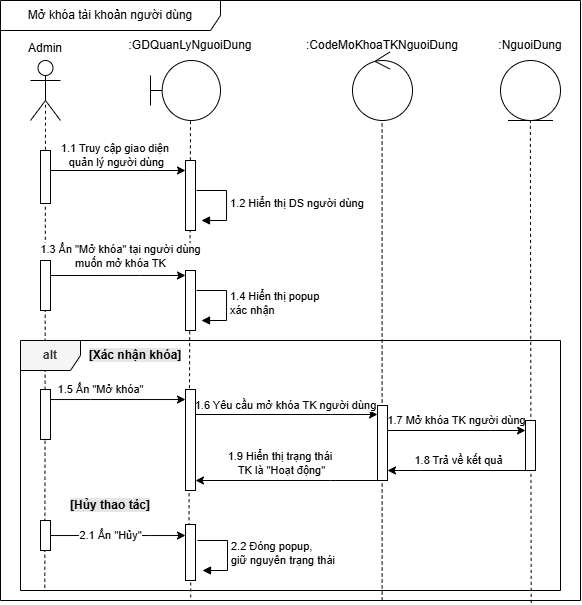 Mở khóa tài khoản người dùng
Admin
:GDQuanLyNguoiDung
:CodeMoKhoaTKNguoiDung
:NguoiDung
1.1 Truy cập giao diện
quản lý người dùng
1.2 Hiển thị DS người dùng
1.3 Ấn "Mở khóa" tại người dùng
muốn mở khóa TK
1.4 Hiển thị popup
xác nhận
alt
[Xác nhận khóa]
1.5 Ấn "Mở khóa"
1.6 Yêu cầu mở khóa TK người dùng
1.7 Mở khóa TK người dùng
1.8 Trả về kết quả
1.9 Hiển thị trạng thái
TK là "Hoạt động"
[Hủy thao tác]
2.1 Ấn "Hủy"
2.2 Đóng popup,
giữ nguyên trạng thái